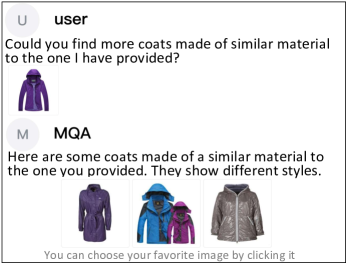 U user
Could you find more coats made of similar material
to the one I have provided?
M MQA
Here are some coats made of a similar material to
the one you provided. They show different styles.
You can choose your favorite image by clicking it